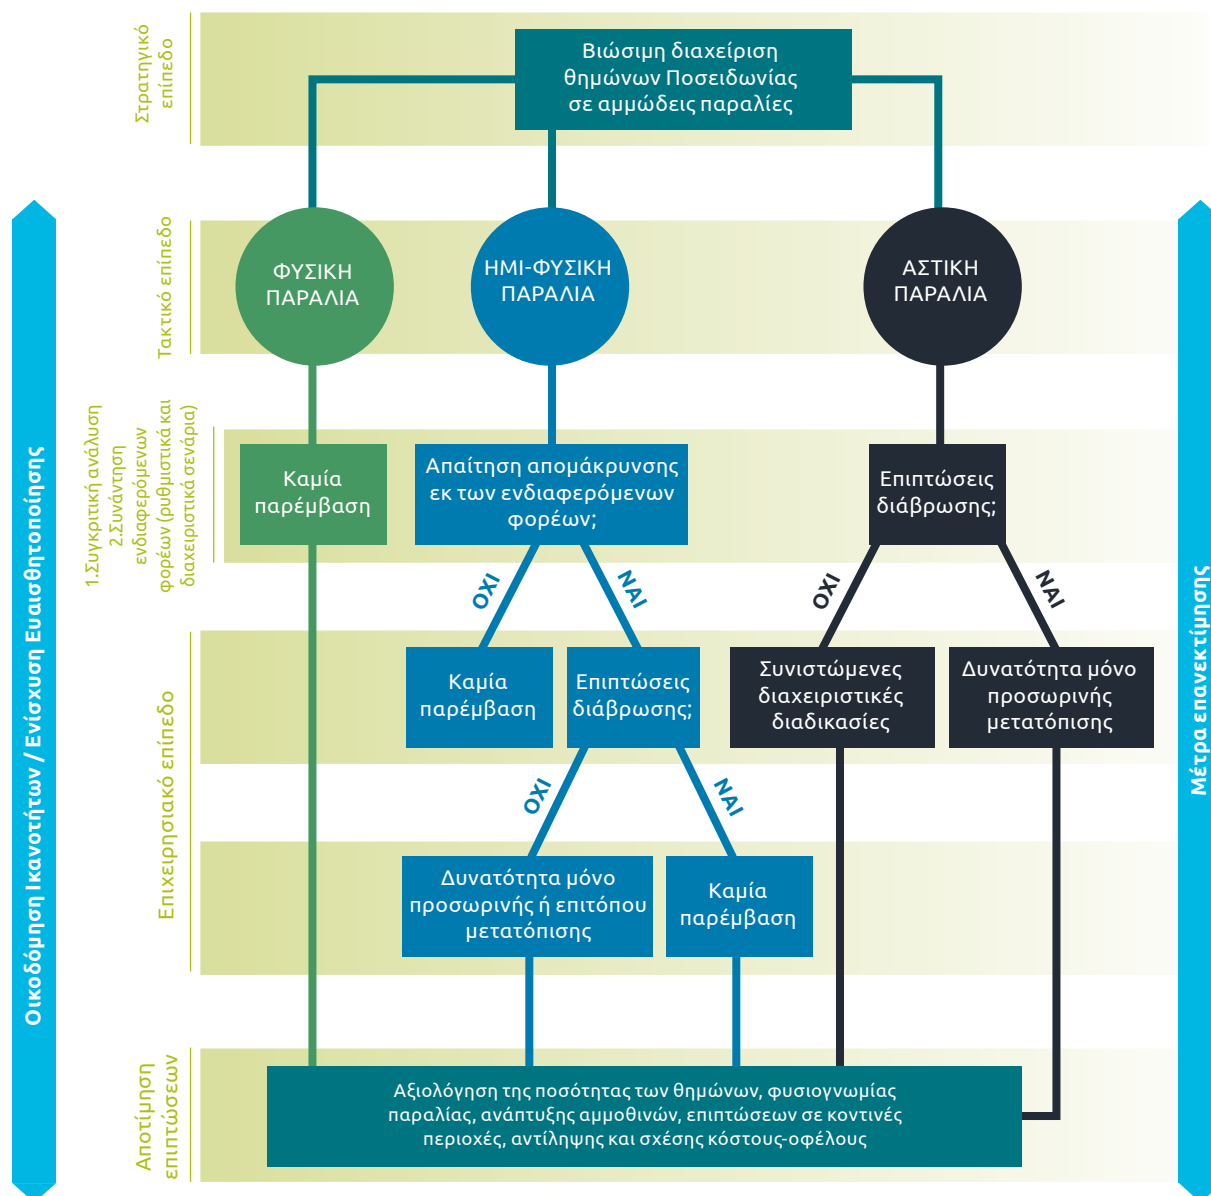 Στρατηγικό
επίπεδο
Βιώσιμη διαχείριση
θημώνων Ποσειδωνίας
σε αμμώδεις παραλίες
Τακτικό επίπεδο
ΦΥΣΙΚΗ
ΠΑΡΑΛΙΑ
ΗΜΙ-ΦΥΣΙΚΗ
ΠΑΡΑΛΙΑ
ΑΣΤΙΚΗ
ΠΑΡΑΛΙΑ
1.Συγκριτική ανάλυση
2.Συνάντηση
ενδιαφερόμενων
φορέων (ρυθμιστικά και
διαχειριστικά σενάρια)
Καμία
παρέμβαση
Απαίτηση απομάκρυνσης
εκ των ενδιαφερόμενων
φορέων;
Επιπτώσεις
διάβρωσης;
ΟΧΙ
ΝΑΙ
ΟΧΙ
ΝΑΙ
Επιχειρησιακό επίπεδο
Καμία
παρέμβαση
Επιπτώσεις
διάβρωσης;
Συνιστώμενες
διαχειριστικές
διαδικασίες
Δυνατότητα μόνο
προσωρινής
μετατόπισης
ΟΧΙ
ΝΑΙ
Δυνατότητα μόνο
προσωρινής ή επιτόπου
μετατόπισης
Καμία
παρέμβαση
Αποτίμηση
επιπτώσεων
Αξιολόγηση της ποσότητας των θημώνων, φυσιογνωμίας
παραλίας, ανάπτυξης αμμοθινών, επιπτώσεων σε κοντινές
περιοχές, αντίληψης και σχέσης κόστους-οφέλους
Οικοδόμηση Ικανοτήτων / Ενίσχυση Ευαισθητοποίησης
Μέτρα επανεκτίμησης